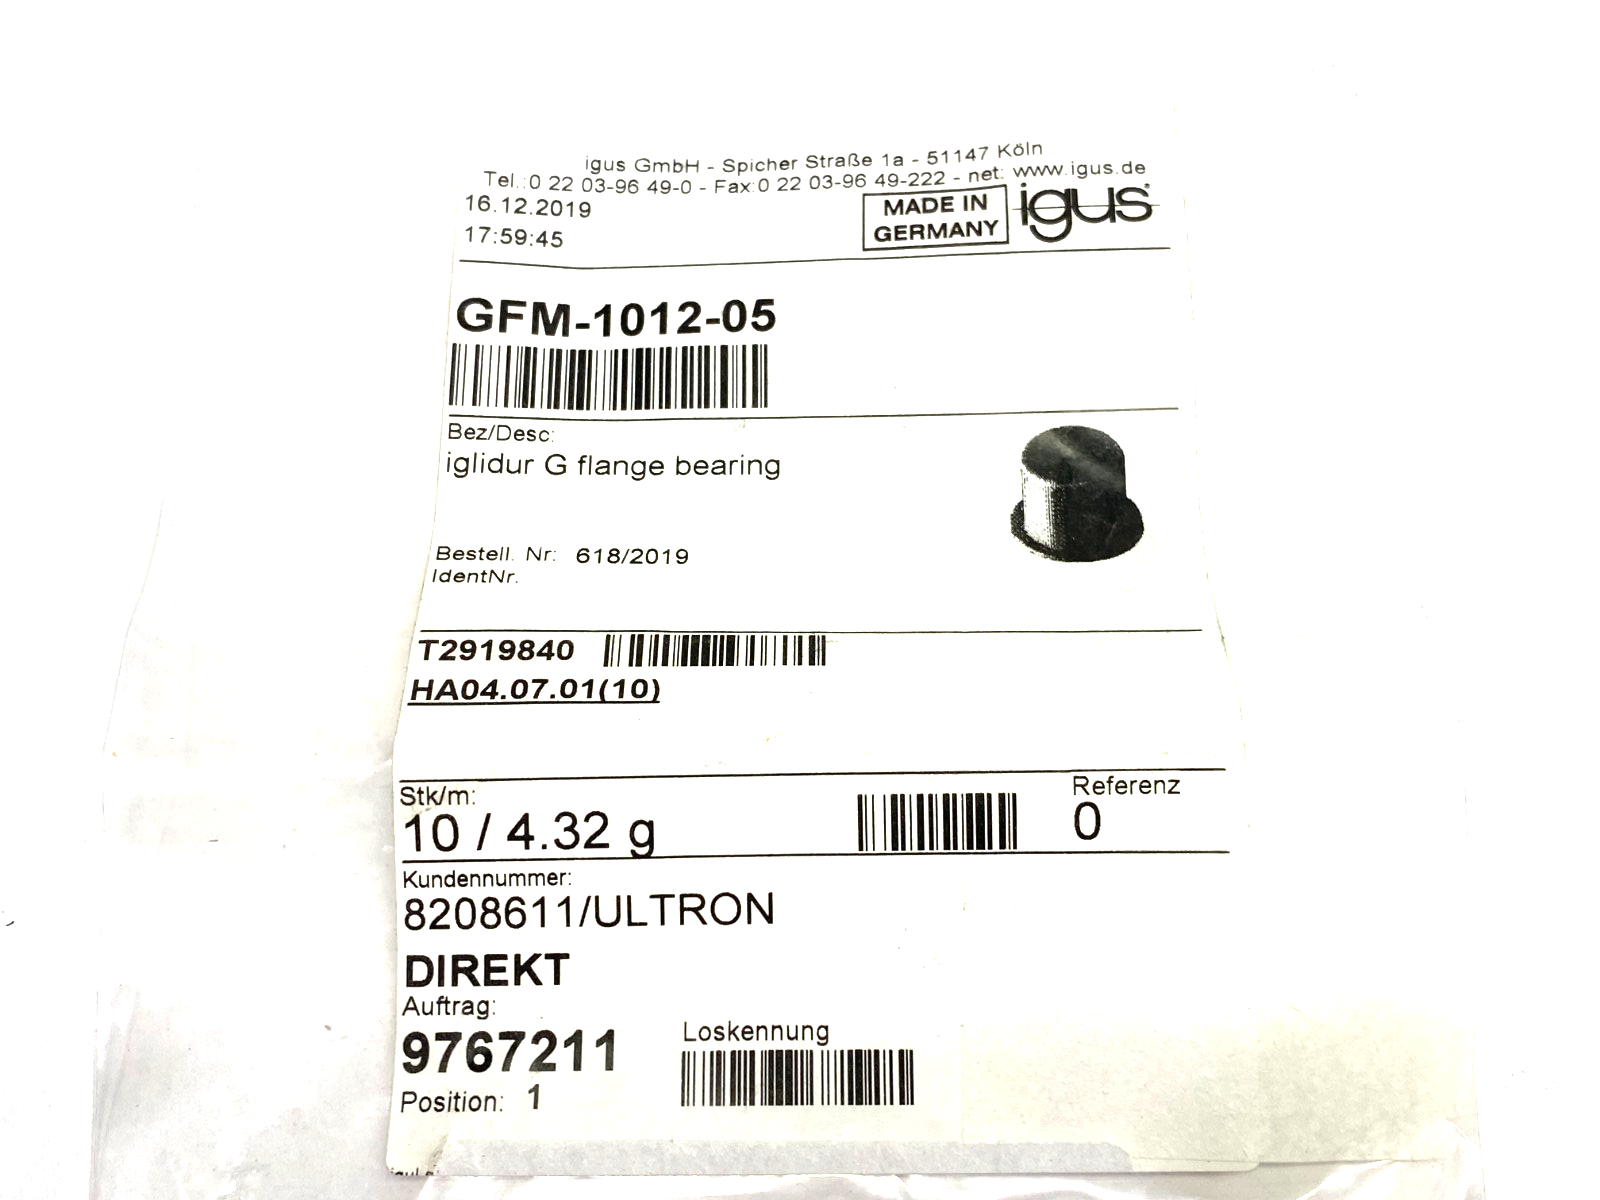 igus GmbH - Spicher Straße 1a - 51147 Köln
Tel.:0 22 03-96 49-0 - Fax:0 22 03-96 49-222 - net: www.igus.de
16.12.2019
17:59:45
MADE IN
GERMANY
igus®
GFM-1012-05
Bez/Desc:
iglidur G flange bearing
Bestell. Nr: 618/2019
IdentNr.
T2919840
HA04.07.01(10)
Stk/m:
10 / 4.32 g
Referenz
0
Kundennummer:
8208611/ULTRON
DIREKT
Auftrag:
9767211
Loskennung
Position: 1